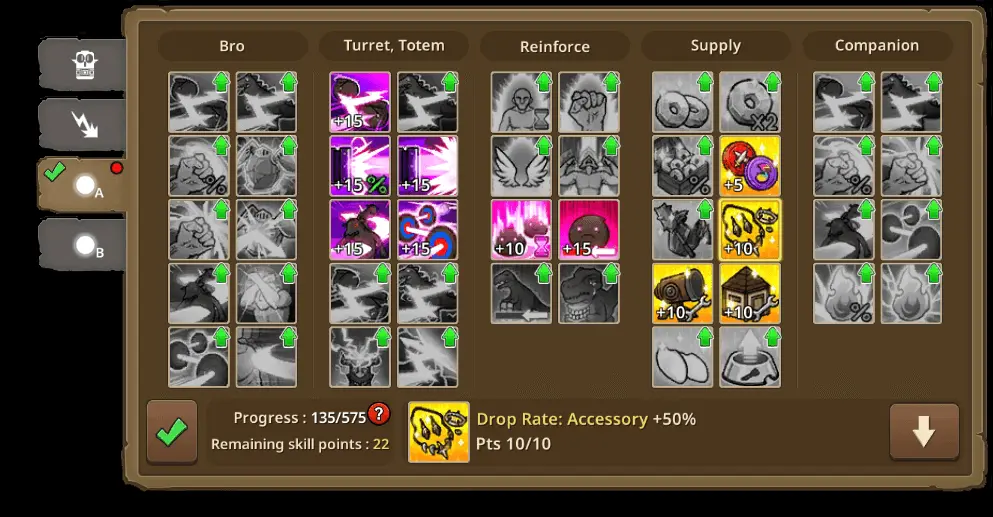 Bro
Turret, Totem
Reinforce
Supply
Companion
+15
X2
%
+15 %
+15
%
+5
%
+15
+15
+10
+15
+10
A
B
+10
+10
%
Progress : 135/575 ?
Remaining skill points : 22
Drop Rate: Accessory +50%
Pts 10/10